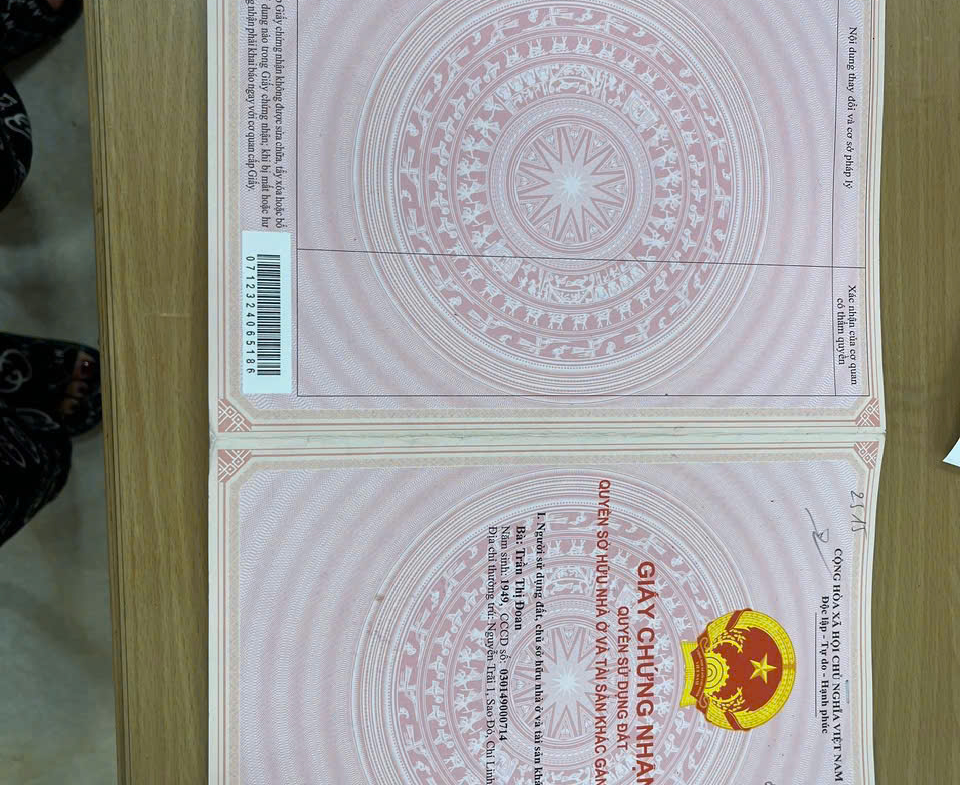 Nội dung thay đổi và cơ sở pháp lý
Xác nhận của cơ quan
có thẩm quyền
Giấy chứng nhận không được sửa chữa, tẩy xóa hoặc bổ
dung nào trong Giấy chứng nhận; khi bị mất hoặc hư
nhận phải khai báo ngay với cơ quan cấp Giấy.
0712324065186
2515
CỘNG HÒA XÃ HỘI CHỦ NGHĨA VIỆT NAM
Độc lập - Tự do - Hạnh phúc
GIẤY CHỨNG NHẬN
QUYỀN SỬ DỤNG ĐẤT
QUYỀN SỞ HỮU NHÀ Ở VÀ TÀI SẢN KHÁC GẮN
I. Người sử dụng đất, chủ sở hữu nhà ở và tài sản khá
Bà: Trần Thị Đoan
Năm sinh: 1949, CCCD số: 030149000714
Địa chỉ thường trú: Nguyễn Trãi 1, Sao Đỏ, Chí Linh